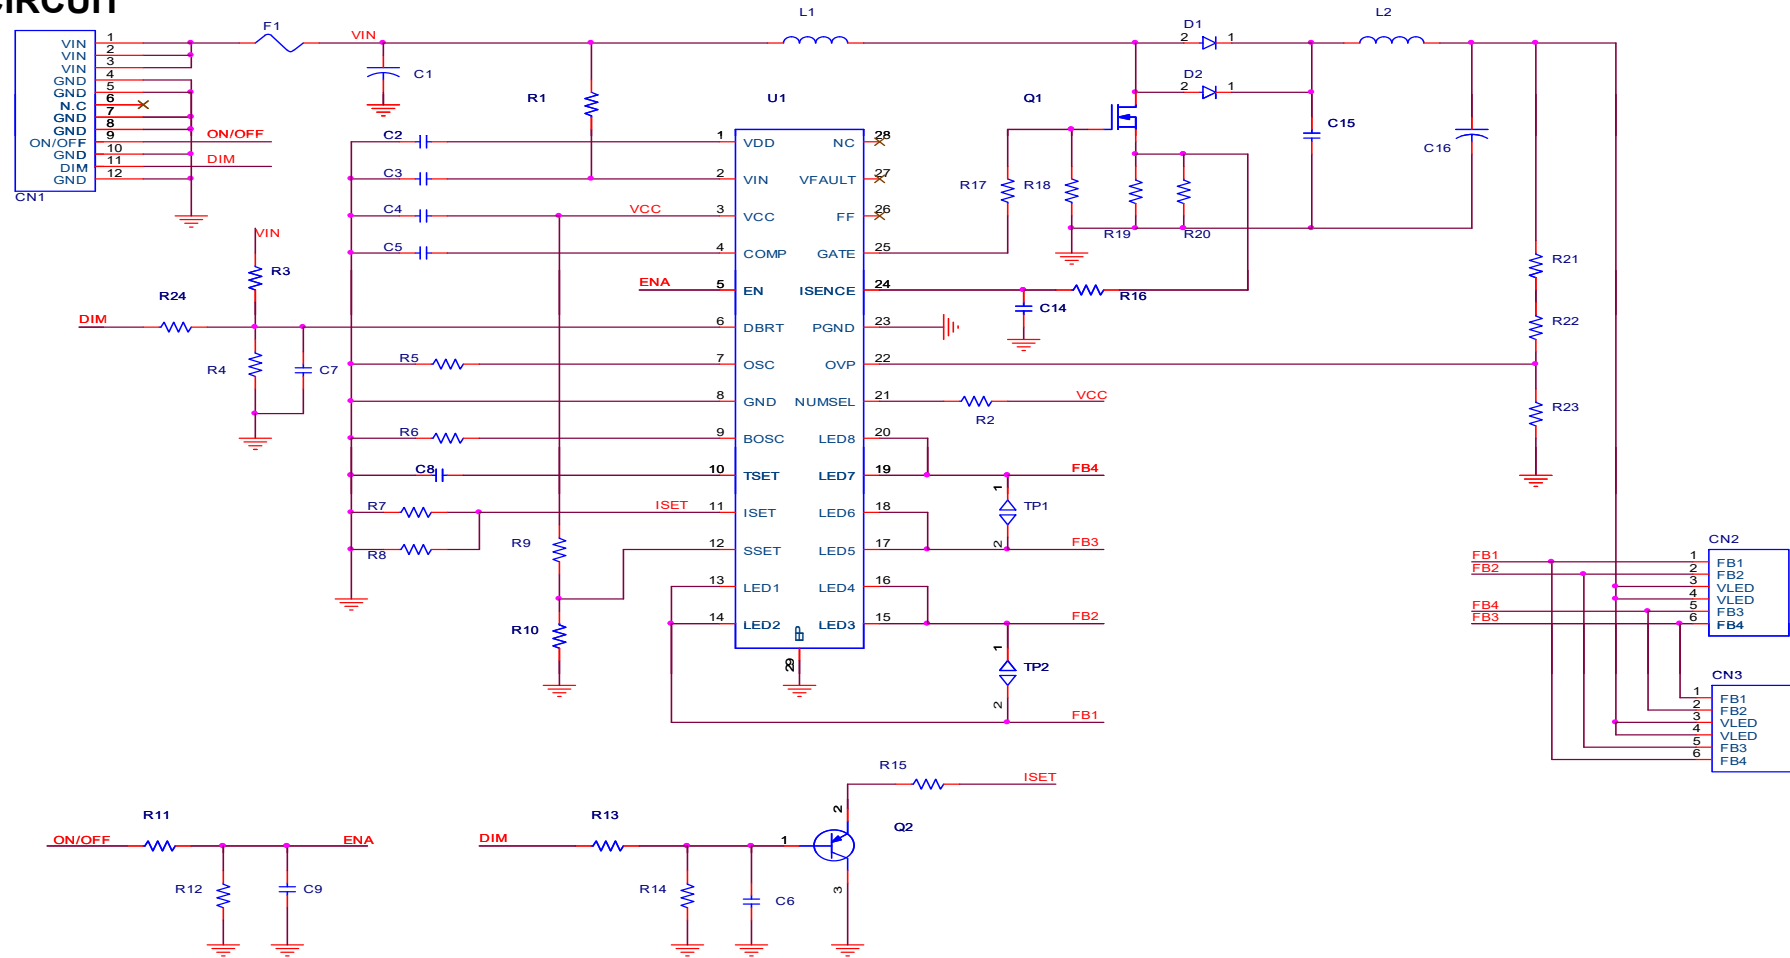 CIRCUIT
CN1
VIN 1
VIN 2
VIN 3
GND 4
GND 5
N.C 6
GND 7
GND 8
ON/OFF 9
GND 10
DIM 11
GND 12
ON/OFF
DIM
F1
VIN
C1
L1
R1
D1
2 1
D2
2 1
L2
Q1
C15
C16
U1
C2
C3
C4
C5
VCC
ENA
1 VDD
2 VIN
3 VCC
4 COMP
5 EN
6 DBRT
7 OSC
8 GND
9 BOSC
10 TSET
11 ISET
12 SSET
13 LED1
14 LED2
NC 28
VFAULT 27
FF 26
GATE 25
ISENCE 24
PGND 23
OVP 22
NUMSEL 21
LED8 20
LED7 19
LED6 18
LED5 17
LED4 16
LED3 15
EP
29
R17
R18
R19
R20
R16
C14
R21
R22
R23
VIN
R3
R24
DIM
R4
C7
R5
R6
C8
R7
R8
ISET
R9
R10
R2
VCC
FB4
1
TP1
2
FB3
FB2
1
TP2
2
FB1
CN2
FB1
FB2
FB4
FB3
1 FB1
2 FB2
3 VLED
4 VLED
5 FB3
6 FB4
CN3
1 FB1
2 FB2
3 VLED
4 VLED
5 FB3
6 FB4
ON/OFF
R11
ENA
R12
C9
DIM
R13
R14
C6
1
2
3
Q2
R15
ISET